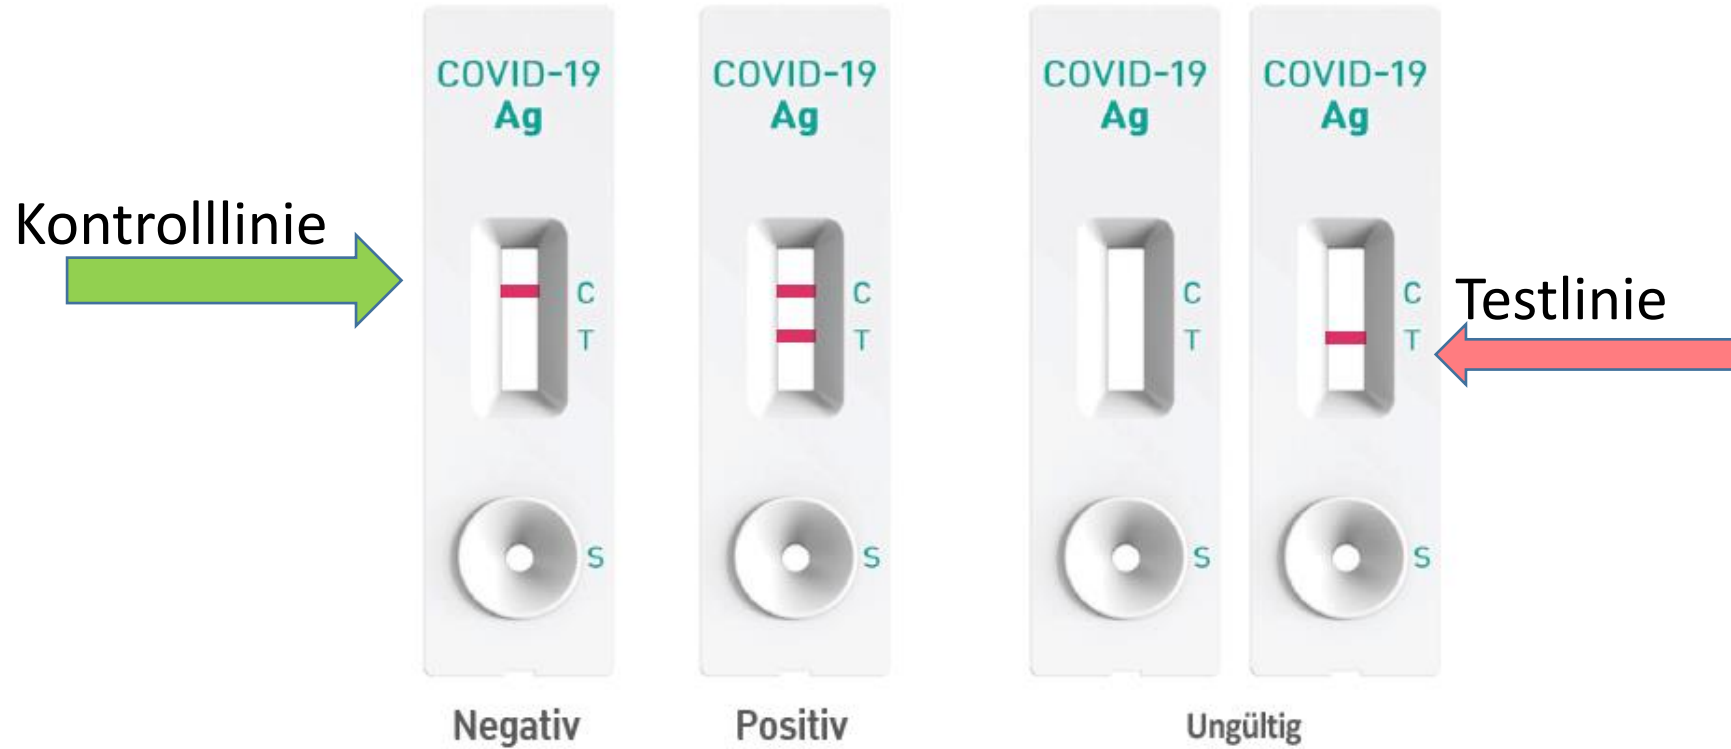 COVID-19
Ag
COVID-19
Ag
COVID-19
Ag
COVID-19
Ag
Kontrolllinie
C
T
C
T
C
T
C
T
Testlinie
S
S
S
S
Negativ
Positiv
Ungültig